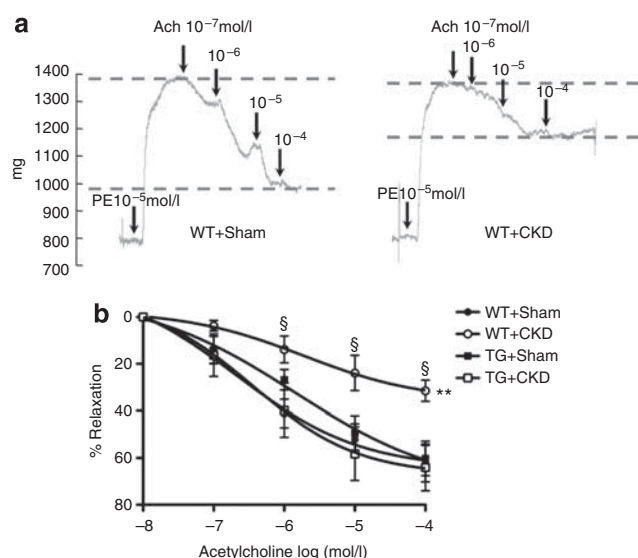 a
Ach 10⁻⁷mol/l
10⁻⁶
10⁻⁵
10⁻⁴
1400
1300
1200
1100
1000
900
800
700
mg
PE10⁻⁵mol/l
WT+Sham
10⁻⁷mol/l
10⁻⁶
10⁻⁵
10⁻⁴
PE10⁻⁵mol/l
WT+CKD
b
0
20
40
60
80
% Relaxation
§
§
§
**
WT+Sham
WT+CKD
TG+Sham
TG+CKD
–8
–7
–6
–5
–4
Acetylcholine log (mol/l)